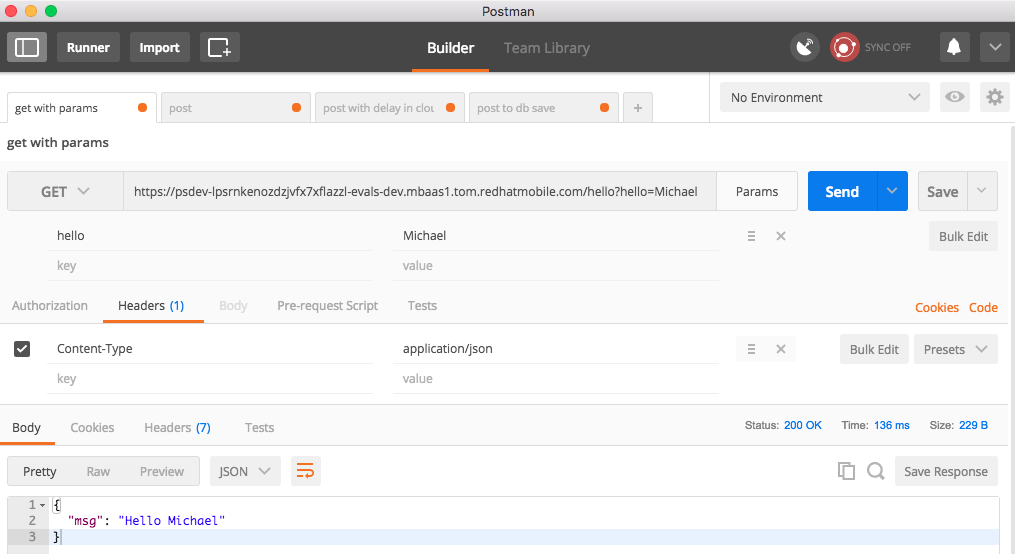 Postman
Runner Import Builder Team Library SYNC OFF
get with params post post with delay in clou post to db save + No Environment
get with params
GET https://psdev-lpsrnkenozdzjvfx7xflazzl-evals-dev.mbaas1.tom.redhatmobile.com/hello?hello=Michael Params Send Save
hello Michael Bulk Edit
key value
Authorization Headers (1) Body Pre-request Script Tests Cookies Code
Content-Type application/json Bulk Edit Presets
key value
Body Cookies Headers (7) Tests Status: 200 OK Time: 136 ms Size: 229 B
Pretty Raw Preview JSON Save Response
1 {
2 "msg": "Hello Michael"
3 }